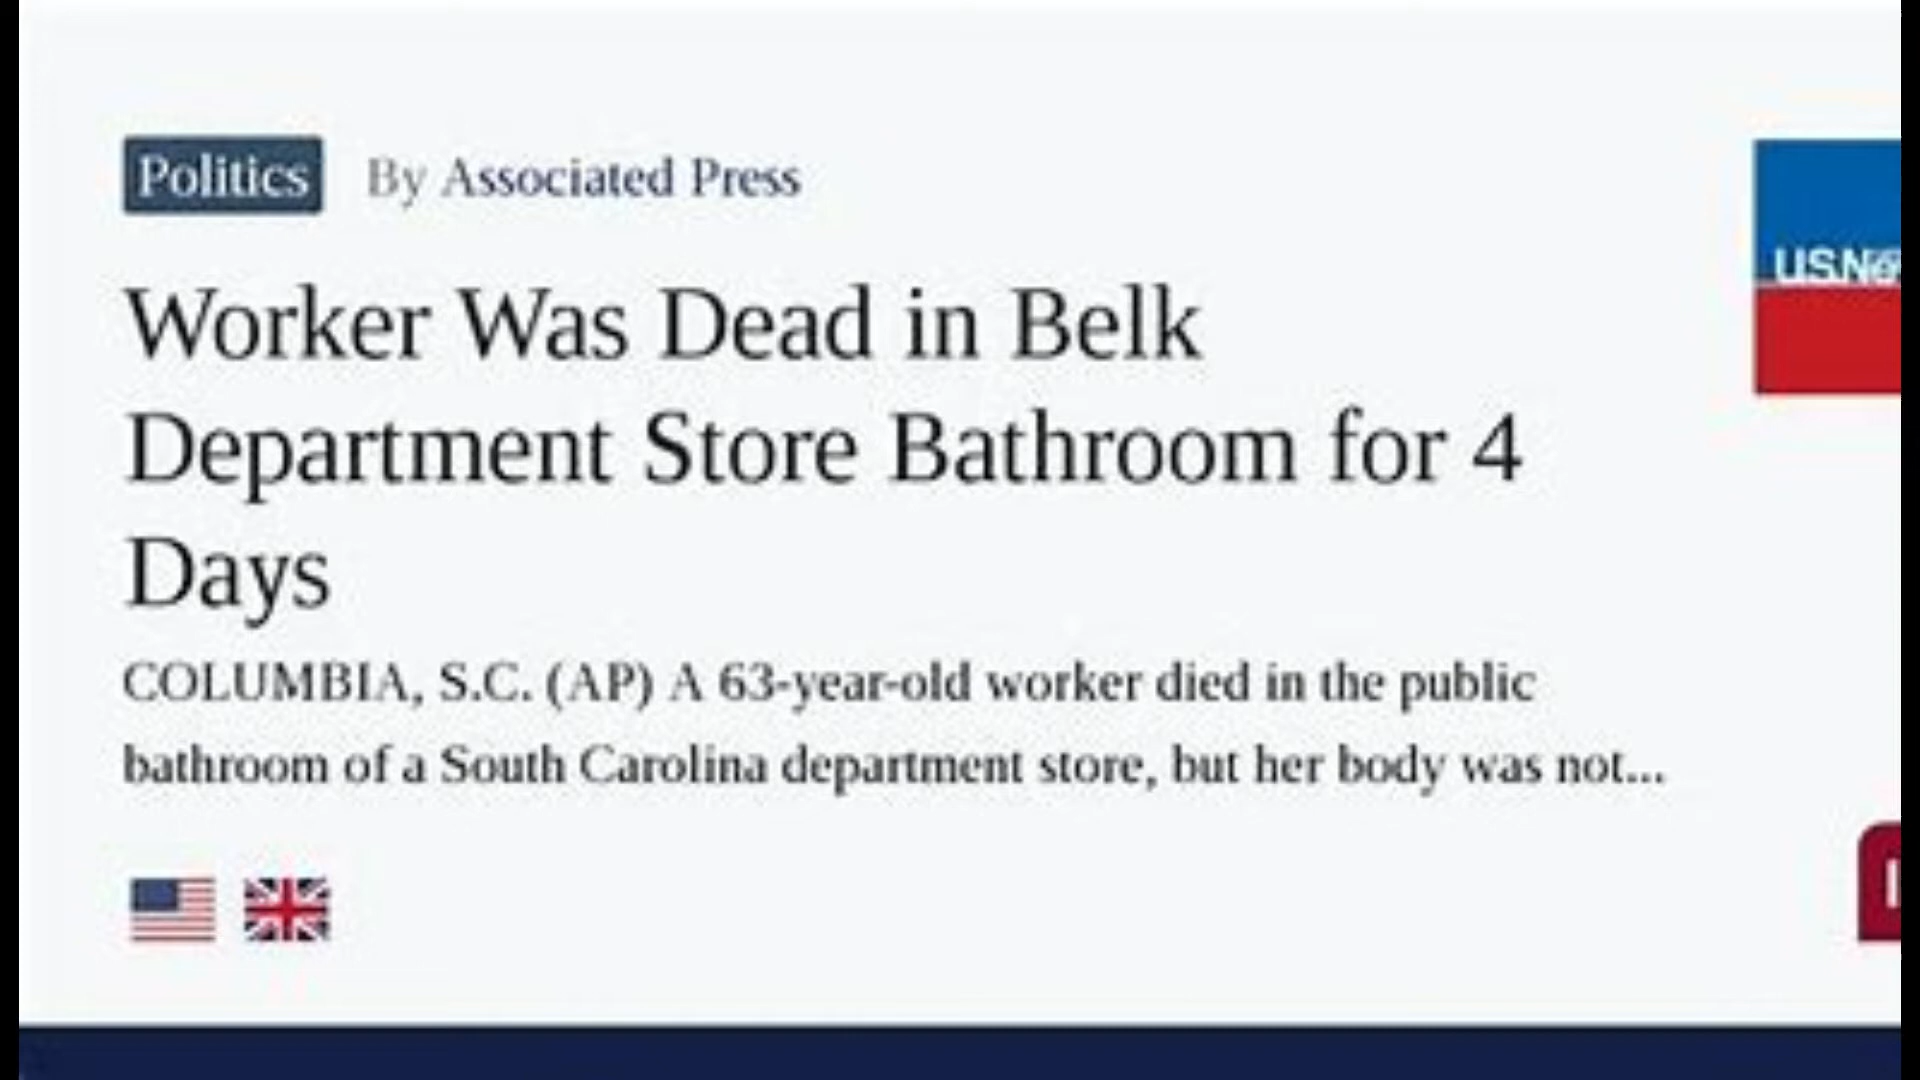 Politics By Associated Press
Worker Was Dead in Belk
Department Store Bathroom for 4
Days
COLUMBIA, S.C. (AP) A 63-year-old worker died in the public
bathroom of a South Carolina department store, but her body was not...